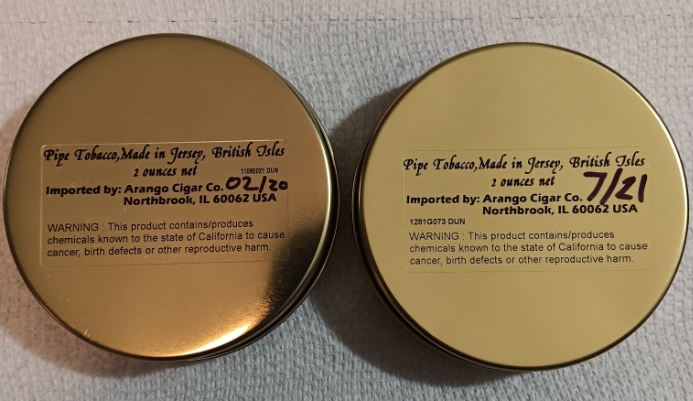 Pipe Tobacco,Made in Jersey, British Isles
2 ounces net
1106E021 DUN
Imported by: Arango Cigar Co. 02/20
Northbrook, IL 60062 USA
WARNING : This product contains/produces
chemicals known to the state of California to cause
cancer, birth defects or other reproductive harm.
Pipe Tobacco,Made in Jersey, British Isles
2 ounces net
Imported by: Arango Cigar Co. 7/21
Northbrook, IL 60062 USA
1281G073 DUN
WARNING : This product contains/produces
chemicals known to the state of California to cause
cancer, birth defects or other reproductive harm.